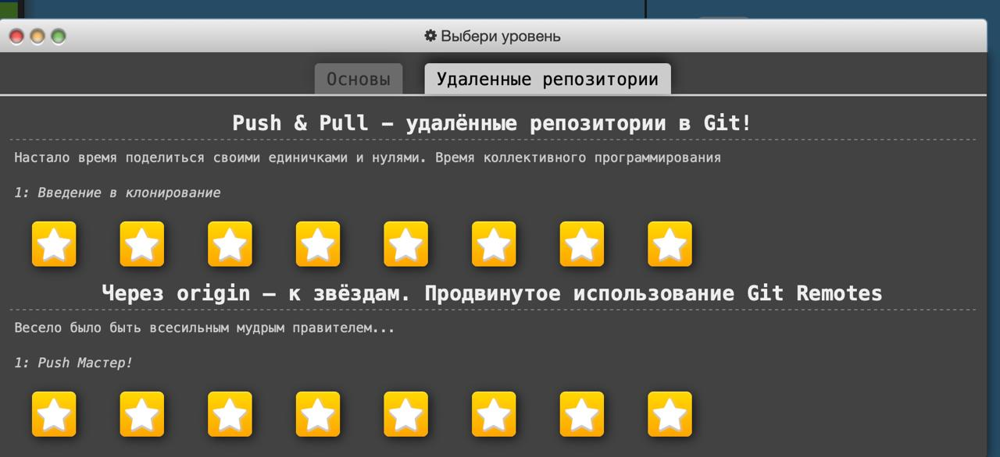 Выбери уровень
Основы
Удаленные репозитории
Push & Pull – удалённые репозитории в Git!
Настало время поделиться своими единичками и нулями. Время коллективного программирования
1: Введение в клонирование
Через origin – к звёздам. Продвинутое использование Git Remotes
Весело было быть всесильным мудрым правителем...
1: Push Мастер!